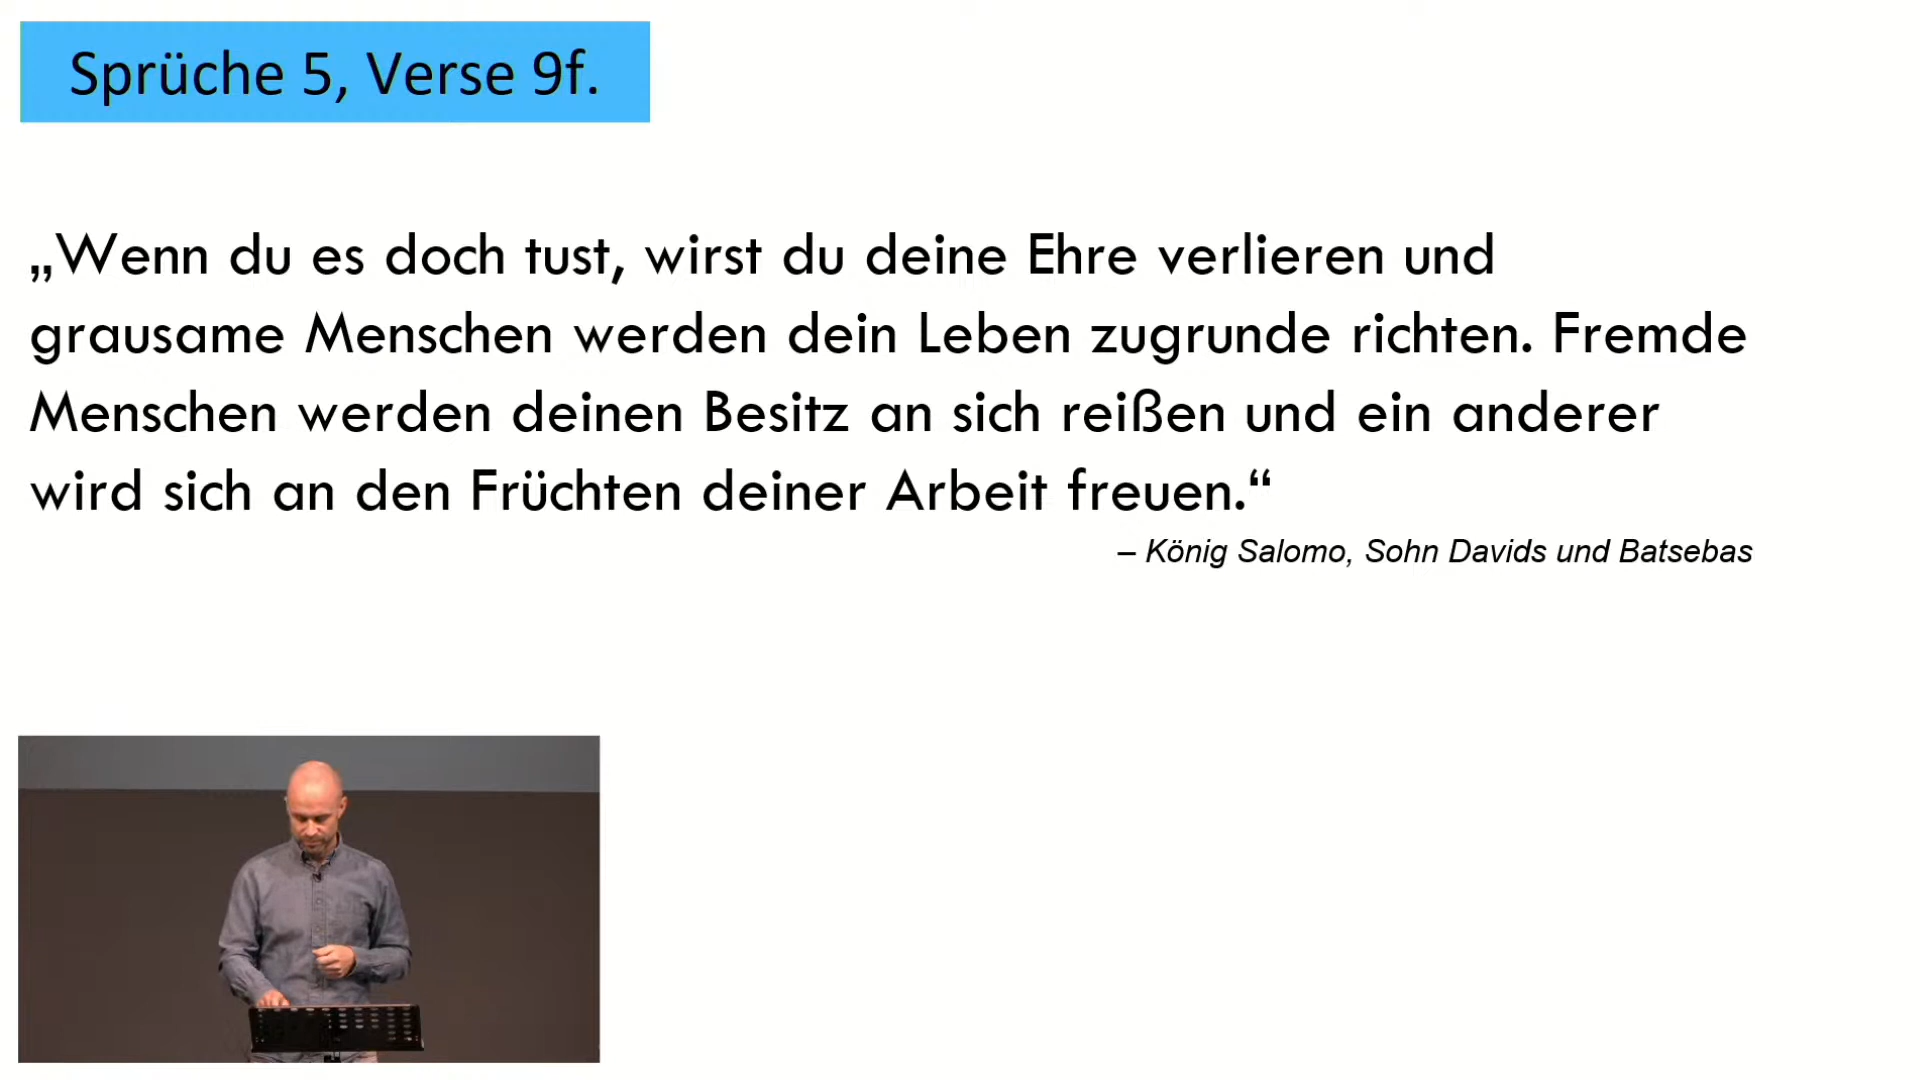 Sprüche 5, Verse 9f.
„Wenn du es doch tust, wirst du deine Ehre verlieren und
grausame Menschen werden dein Leben zugrunde richten. Fremde
Menschen werden deinen Besitz an sich reißen und ein anderer
wird sich an den Früchten deiner Arbeit freuen.“
– König Salomo, Sohn Davids und Batsebas